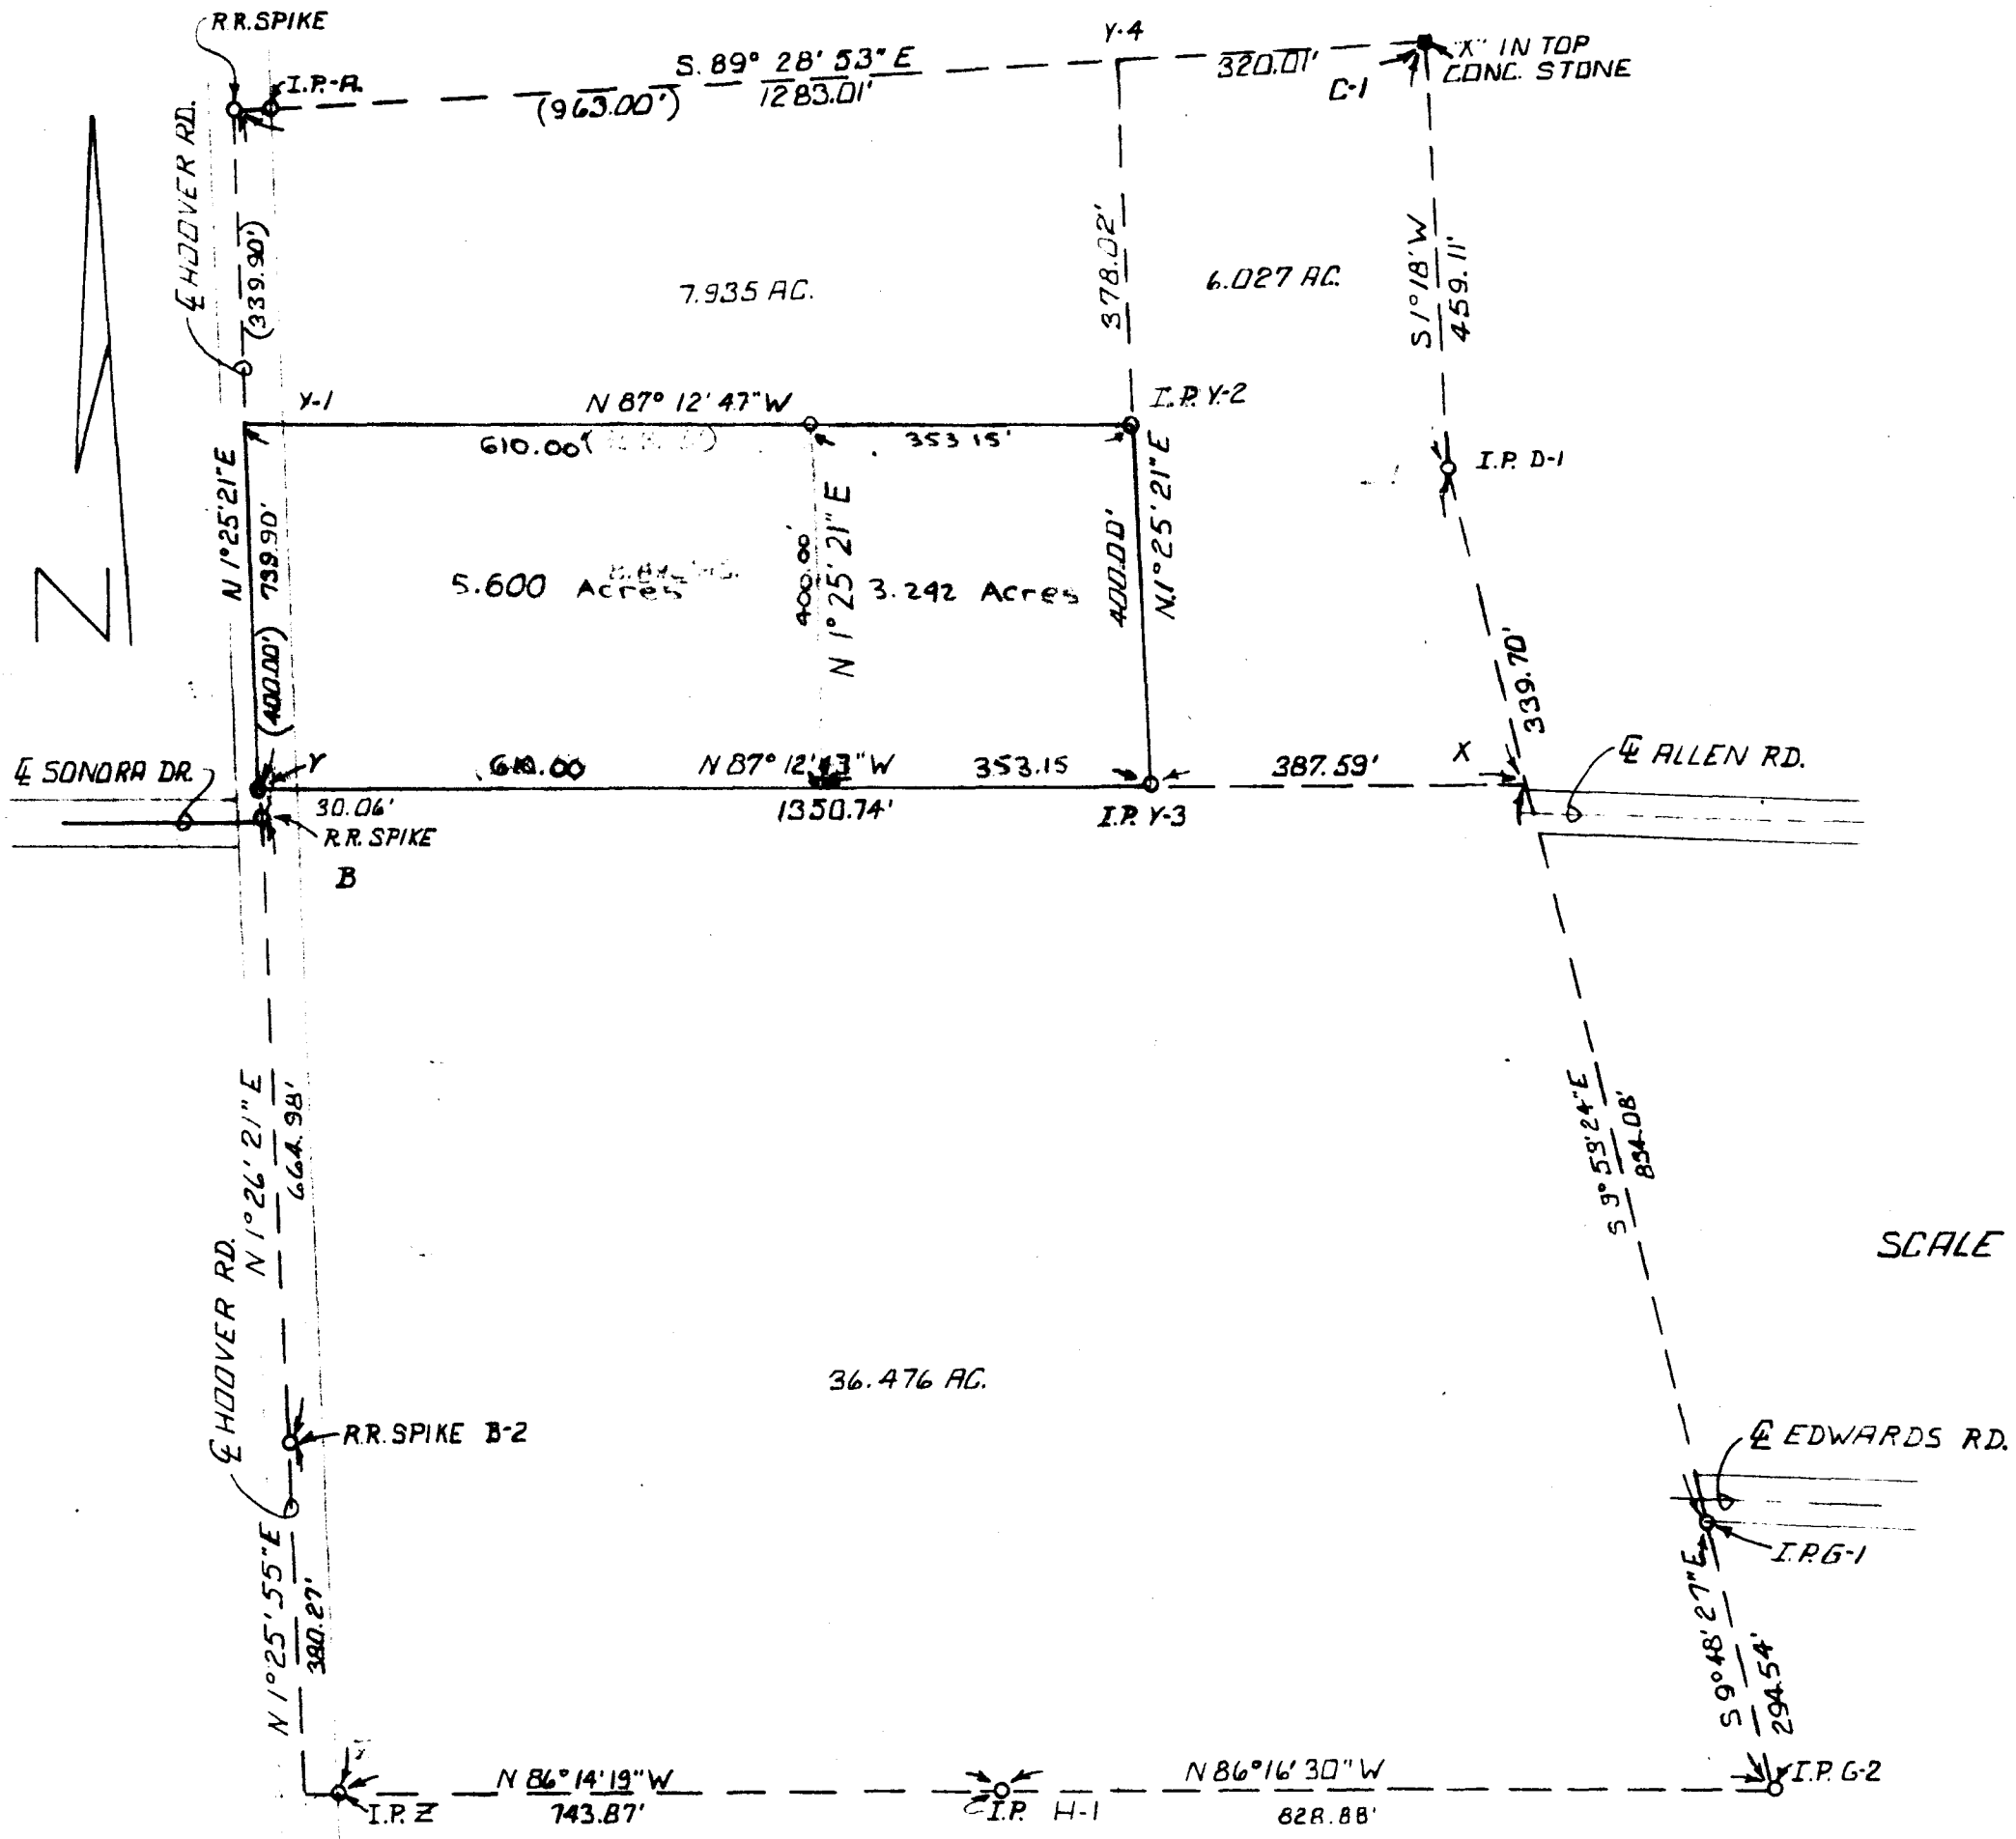 R.R. SPIKE
I.P.-A
S. 89° 28' 53" E
(963.00')
1283.01'
Y-4
320.01'
C-1
"X" IN TOP
CONC. STONE
℄ HOOVER RD.
(339.90')
7.935 AC.
378.02'
6.027 AC.
S 1° 18' W
459.11'
Y-1
N 87° 12' 47" W
610.00'
353.15'
I.P. Y-2
I.P. D-1
N 1° 25' 21" E
739.90'
(400.00')
5.600 Acres
400.00'
N 1° 25' 21" E
3.242 Acres
400.00'
N. 1° 25' 21" E
339.70'
℄ SONORA DR.
Y
610.00
N 87° 12' 43" W
353.15
387.59'
X
℄ ALLEN RD.
30.06'
1350.74'
I.P. Y-3
R.R. SPIKE
B
N 1° 26' 21" E
664.98'
S 9° 53' 24" E
834.08'
SCALE
℄ HOOVER RD.
36.476 AC.
R.R. SPIKE B-2
℄ EDWARDS RD.
I.P. G-1
N 1° 25' 55" E
380.27'
S 9° 48' 27" E
294.54'
N 86° 14' 19" W
743.87'
I.P. Z
I.P. H-1
N 86° 16' 30" W
828.88'
I.P. G-2
N